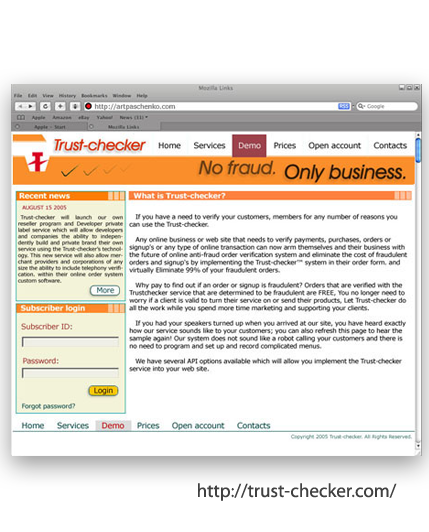 Mozilla Links
File Edit View History Bookmarks Window Help
http://artpaschenko.com
RSS
Google
Apple Amazon eBay Yahoo! News (55)
Apple - Start
Mozilla Links
Trust-checker
Home Services Demo Prices Open account Contacts
No fraud. Only business.
Recent news
AUGUST 15 2005
Trust-checker will launch our own
reseller program and Developer private
label service which will allow developers
and companies the ability to indepen-
dently build and private brand their own
service using the Trust-checker's technol-
ogy. This new service will also allow mer-
chant providers and corporations of any
size the ability to include telephony verifi-
cation, within their online order system
custom software.
More
Subscriber login
Subscriber ID:
Password:
Login
Forgot password?
What is Trust-checker?
If you have a need to verify your customers, members for any number of reasons you
can use the Trust-checker.
Any online business or web site that needs to verify payments, purchases, orders or
signup's or any type of online transaction can now arm themselves and their business with
the future of online anti-fraud order verification system and eliminate the cost of fraudulent
orders and signup's by implementing the Trust-checker'™ system in their order form. and
virtually Eliminate 99% of your fraudulent orders.
Why pay to find out if an order or signup is fraudulent? Orders that are verified with the
Trustchecker service that are determined to be fraudulent are FREE, You no longer need to
worry if a client is valid to turn their service on or send their products, Let Trust-checker do
all the work while you spend more time marketing and supporting your clients.
If you had your speakers turned up when you arrived at our site, you have heard exactly
how our service sounds like to your customers; you can also refresh this page to hear the
sample again! Our system does not sound like a robot calling your customers and there is
no need to program and set up and record complicated menus.
We have several API options available which will allow you implement the Trust-checker
service into your web site.
Home Services Demo Prices Open account Contacts
Copyright 2005 Trust-checker. All Rights Reserved.
http://trust-checker.com/